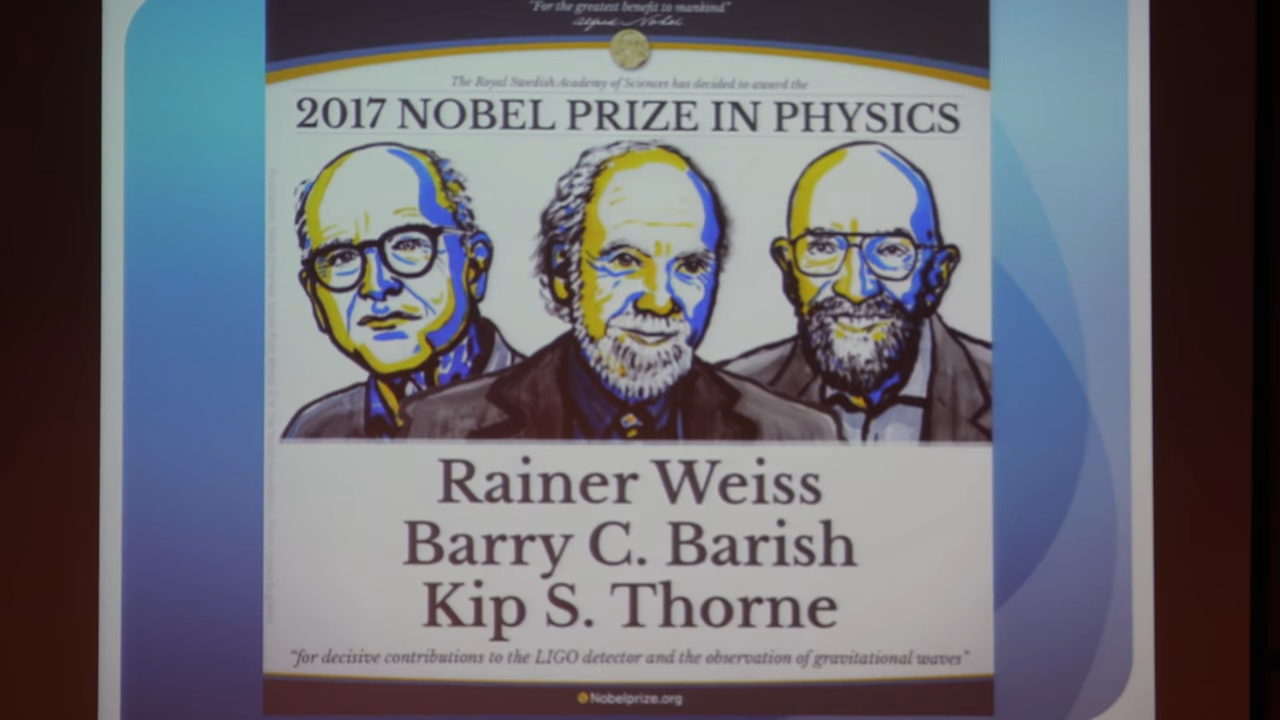 "For the greatest benefit to mankind"
Alfred Nobel
The Royal Swedish Academy of Sciences has decided to award the
2017 NOBEL PRIZE IN PHYSICS
Rainer Weiss
Barry C. Barish
Kip S. Thorne
"for decisive contributions to the LIGO detector and the observation of gravitational waves"
Nobelprize.org